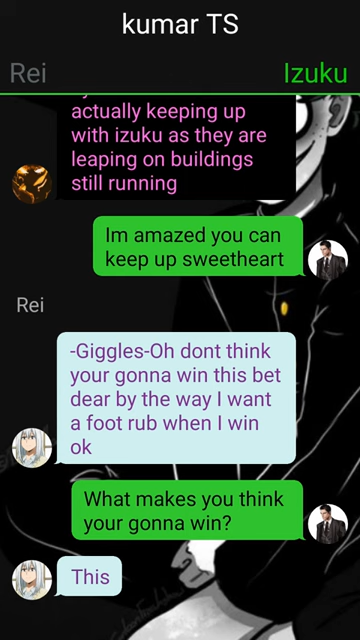 kumar TS
Rei
Izuku
actually keeping up
with izuku as they are
leaping on buildings
still running
Im amazed you can
keep up sweetheart
Rei
-Giggles-Oh dont think
your gonna win this bet
dear by the way I want
a foot rub when I win
ok
What makes you think
your gonna win?
This